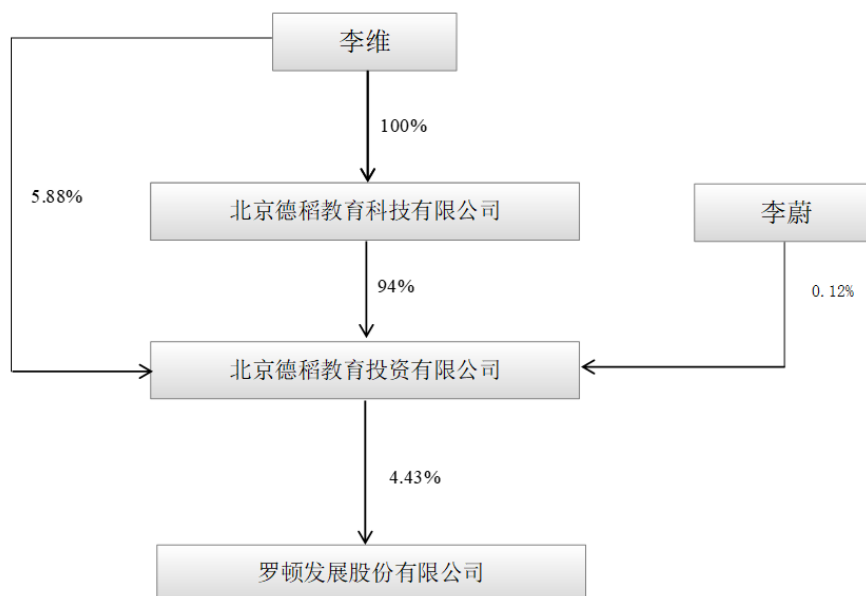 李维
100%
5.88%
北京德稻教育科技有限公司
李蔚
94%
0.12%
北京德稻教育投资有限公司
4.43%
罗顿发展股份有限公司